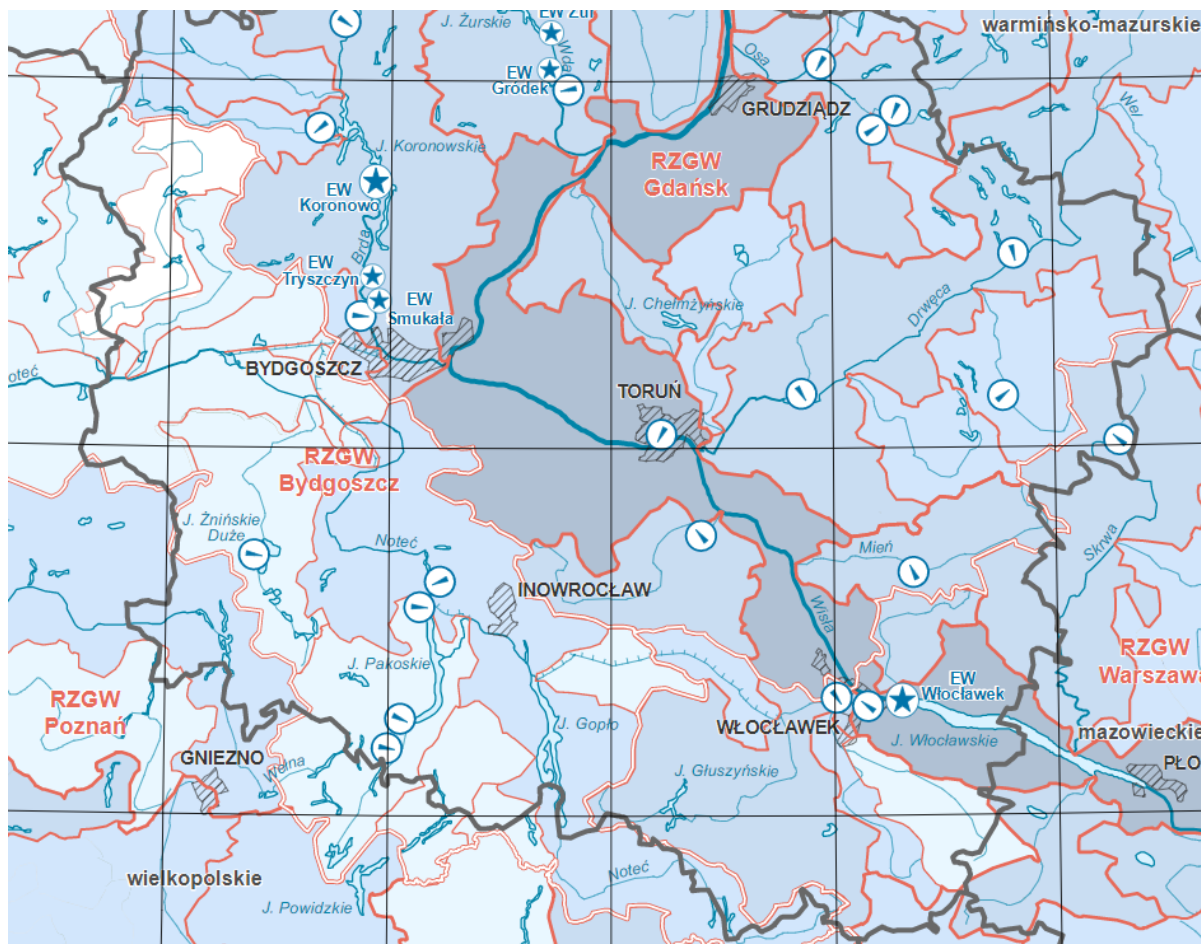 warmińsko-mazurskie
J. Żurskie
EW Żur
Wda
EW
Gródek
Osa
GRUDZIĄDZ
Wel
J. Koronowskie
RZGW
Gdańsk
EW
Koronowo
Brda
EW
Tryszczyn
EW
Smukała
J. Chełmżyńskie
Drwęca
BYDGOSZCZ
Noteć
TORUŃ
RZGW
Bydgoszcz
J. Żnińskie
Duże
Noteć
Mień
Skrwa
INOWROCŁAW
Wisła
J. Pakoskie
RZGW
Warszawa
EW
Włocławek
RZGW
Poznań
J. Gopło
WŁOCŁAWEK
J. Włocławskie
mazowieckie
GNIEZNO
Wełna
J. Głuszyńskie
PŁO
wielkopolskie
Noteć
J. Powidzkie